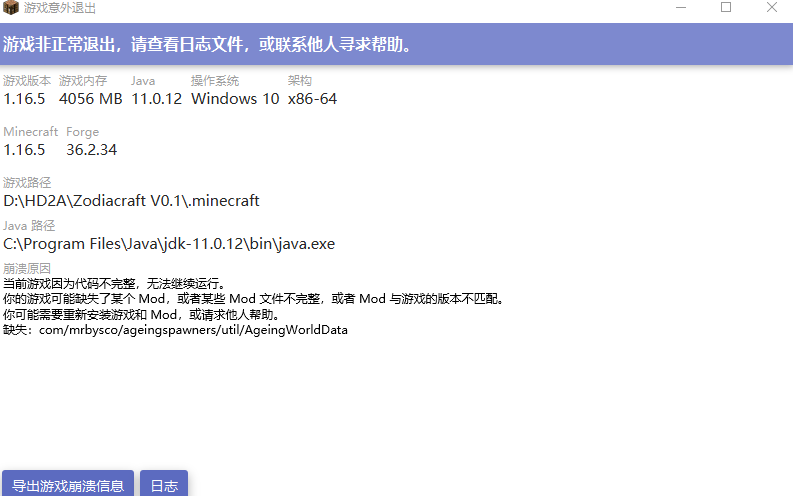 游戏意外退出
游戏非正常退出，请查看日志文件，或联系他人寻求帮助。
游戏版本 游戏内存 Java 操作系统 架构
1.16.5 4056 MB 11.0.12 Windows 10 x86-64
Minecraft Forge
1.16.5 36.2.34
游戏路径
D:\HD2A\Zodiacraft V0.1\.minecraft
Java 路径
C:\Program Files\Java\jdk-11.0.12\bin\java.exe
崩溃原因
当前游戏因为代码不完整，无法继续运行。
你的游戏可能缺失了某个 Mod，或者某些 Mod 文件不完整，或者 Mod 与游戏的版本不匹配。
你可能需要重新安装游戏和 Mod，或请求他人帮助。
缺失：com/mrbysco/ageingspawners/util/AgeingWorldData
导出游戏崩溃信息 日志